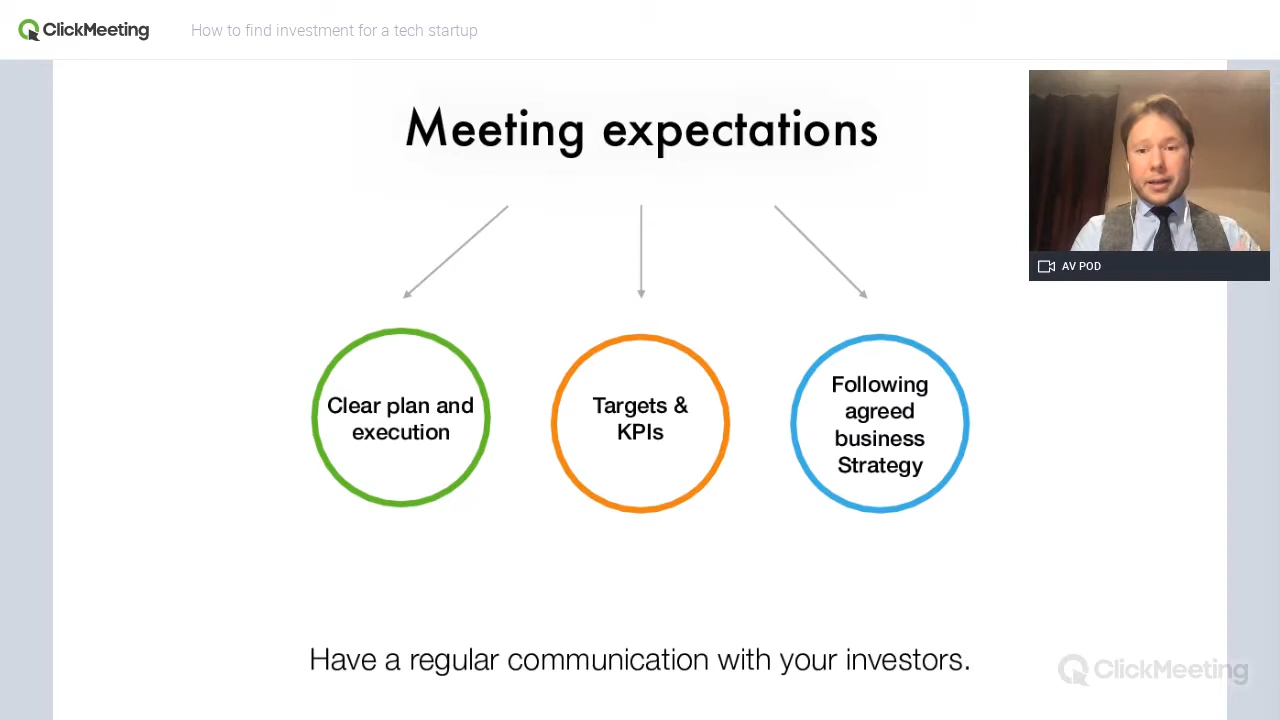 ClickMeeting
How to find investment for a tech startup
Meeting expectations
AV POD
Clear plan and
execution
Targets &
KPIs
Following
agreed
business
Strategy
Have a regular communication with your investors.
ClickMeeting